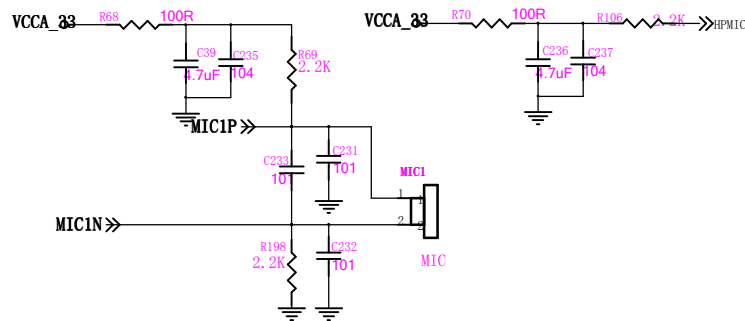 VCCA_33
R68
100R
C39
4.7uF
C235
104
R69
2.2K
VCCA_33
R70
100R
C236
4.7uF
C237
104
R106
2.2K
HPMIC
MIC1P
C233
101
C231
101
MIC1
1
1
2
2
MIC
MIC1N
R198
2.2K
C232
101